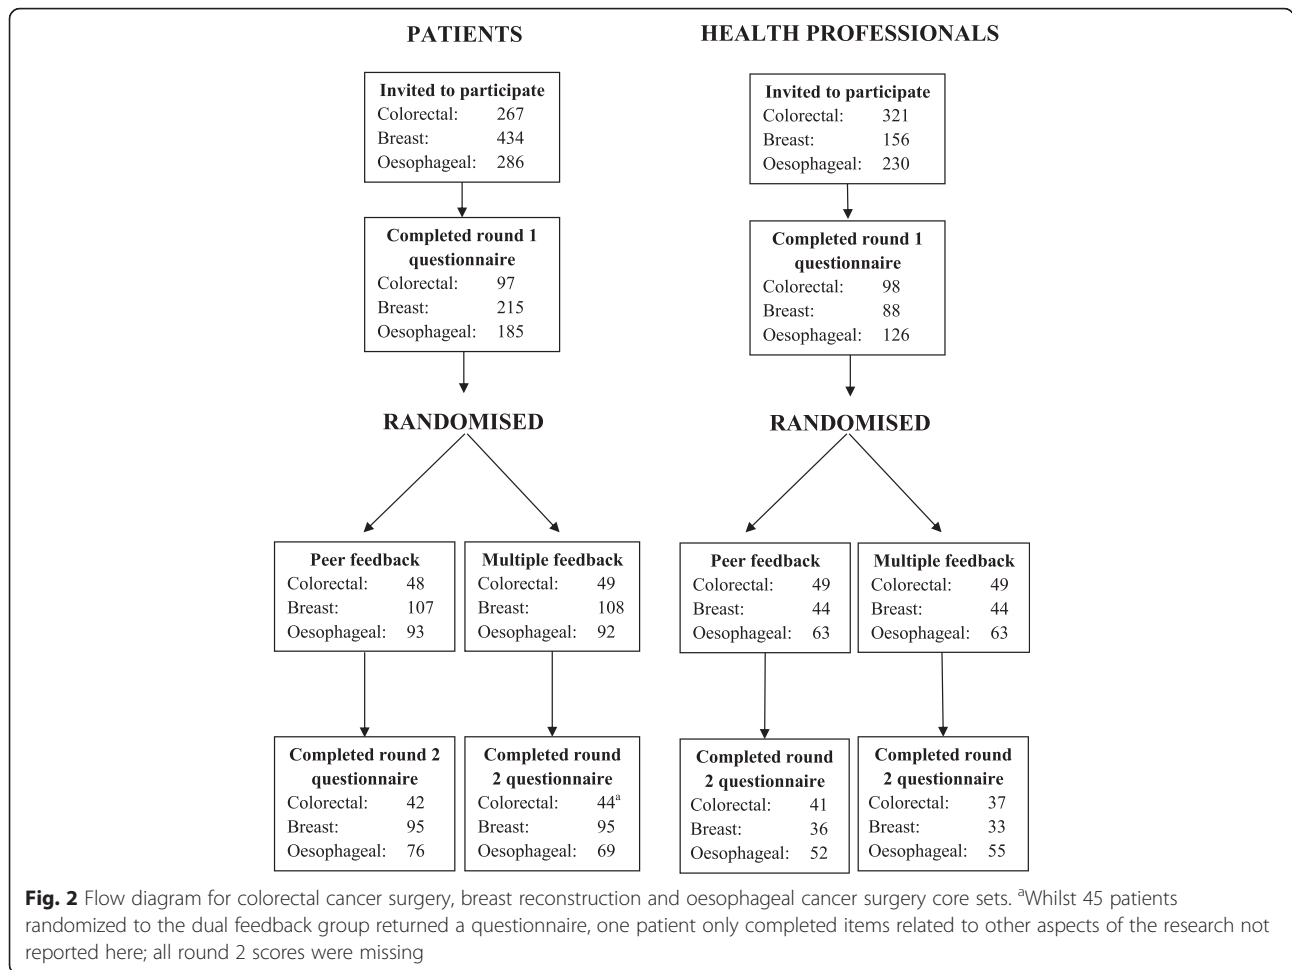 PATIENTS
HEALTH PROFESSIONALS
Invited to participate
Colorectal: 267
Breast: 434
Oesophageal: 286
Invited to participate
Colorectal: 321
Breast: 156
Oesophageal: 230
Completed round 1
questionnaire
Colorectal: 97
Breast: 215
Oesophageal: 185
Completed round 1
questionnaire
Colorectal: 98
Breast: 88
Oesophageal: 126
RANDOMISED
RANDOMISED
Peer feedback
Colorectal: 48
Breast: 107
Oesophageal: 93
Multiple feedback
Colorectal: 49
Breast: 108
Oesophageal: 92
Peer feedback
Colorectal: 49
Breast: 44
Oesophageal: 63
Multiple feedback
Colorectal: 49
Breast: 44
Oesophageal: 63
Completed round 2
questionnaire
Colorectal: 42
Breast: 95
Oesophageal: 76
Completed round
2 questionnaire
Colorectal: 44ᵃ
Breast: 95
Oesophageal: 69
Completed round
2 questionnaire
Colorectal: 41
Breast: 36
Oesophageal: 52
Completed round
2 questionnaire
Colorectal: 37
Breast: 33
Oesophageal: 55
Fig. 2 Flow diagram for colorectal cancer surgery, breast reconstruction and oesophageal cancer surgery core sets. ᵃWhilst 45 patients
randomized to the dual feedback group returned a questionnaire, one patient only completed items related to other aspects of the research not
reported here; all round 2 scores were missing